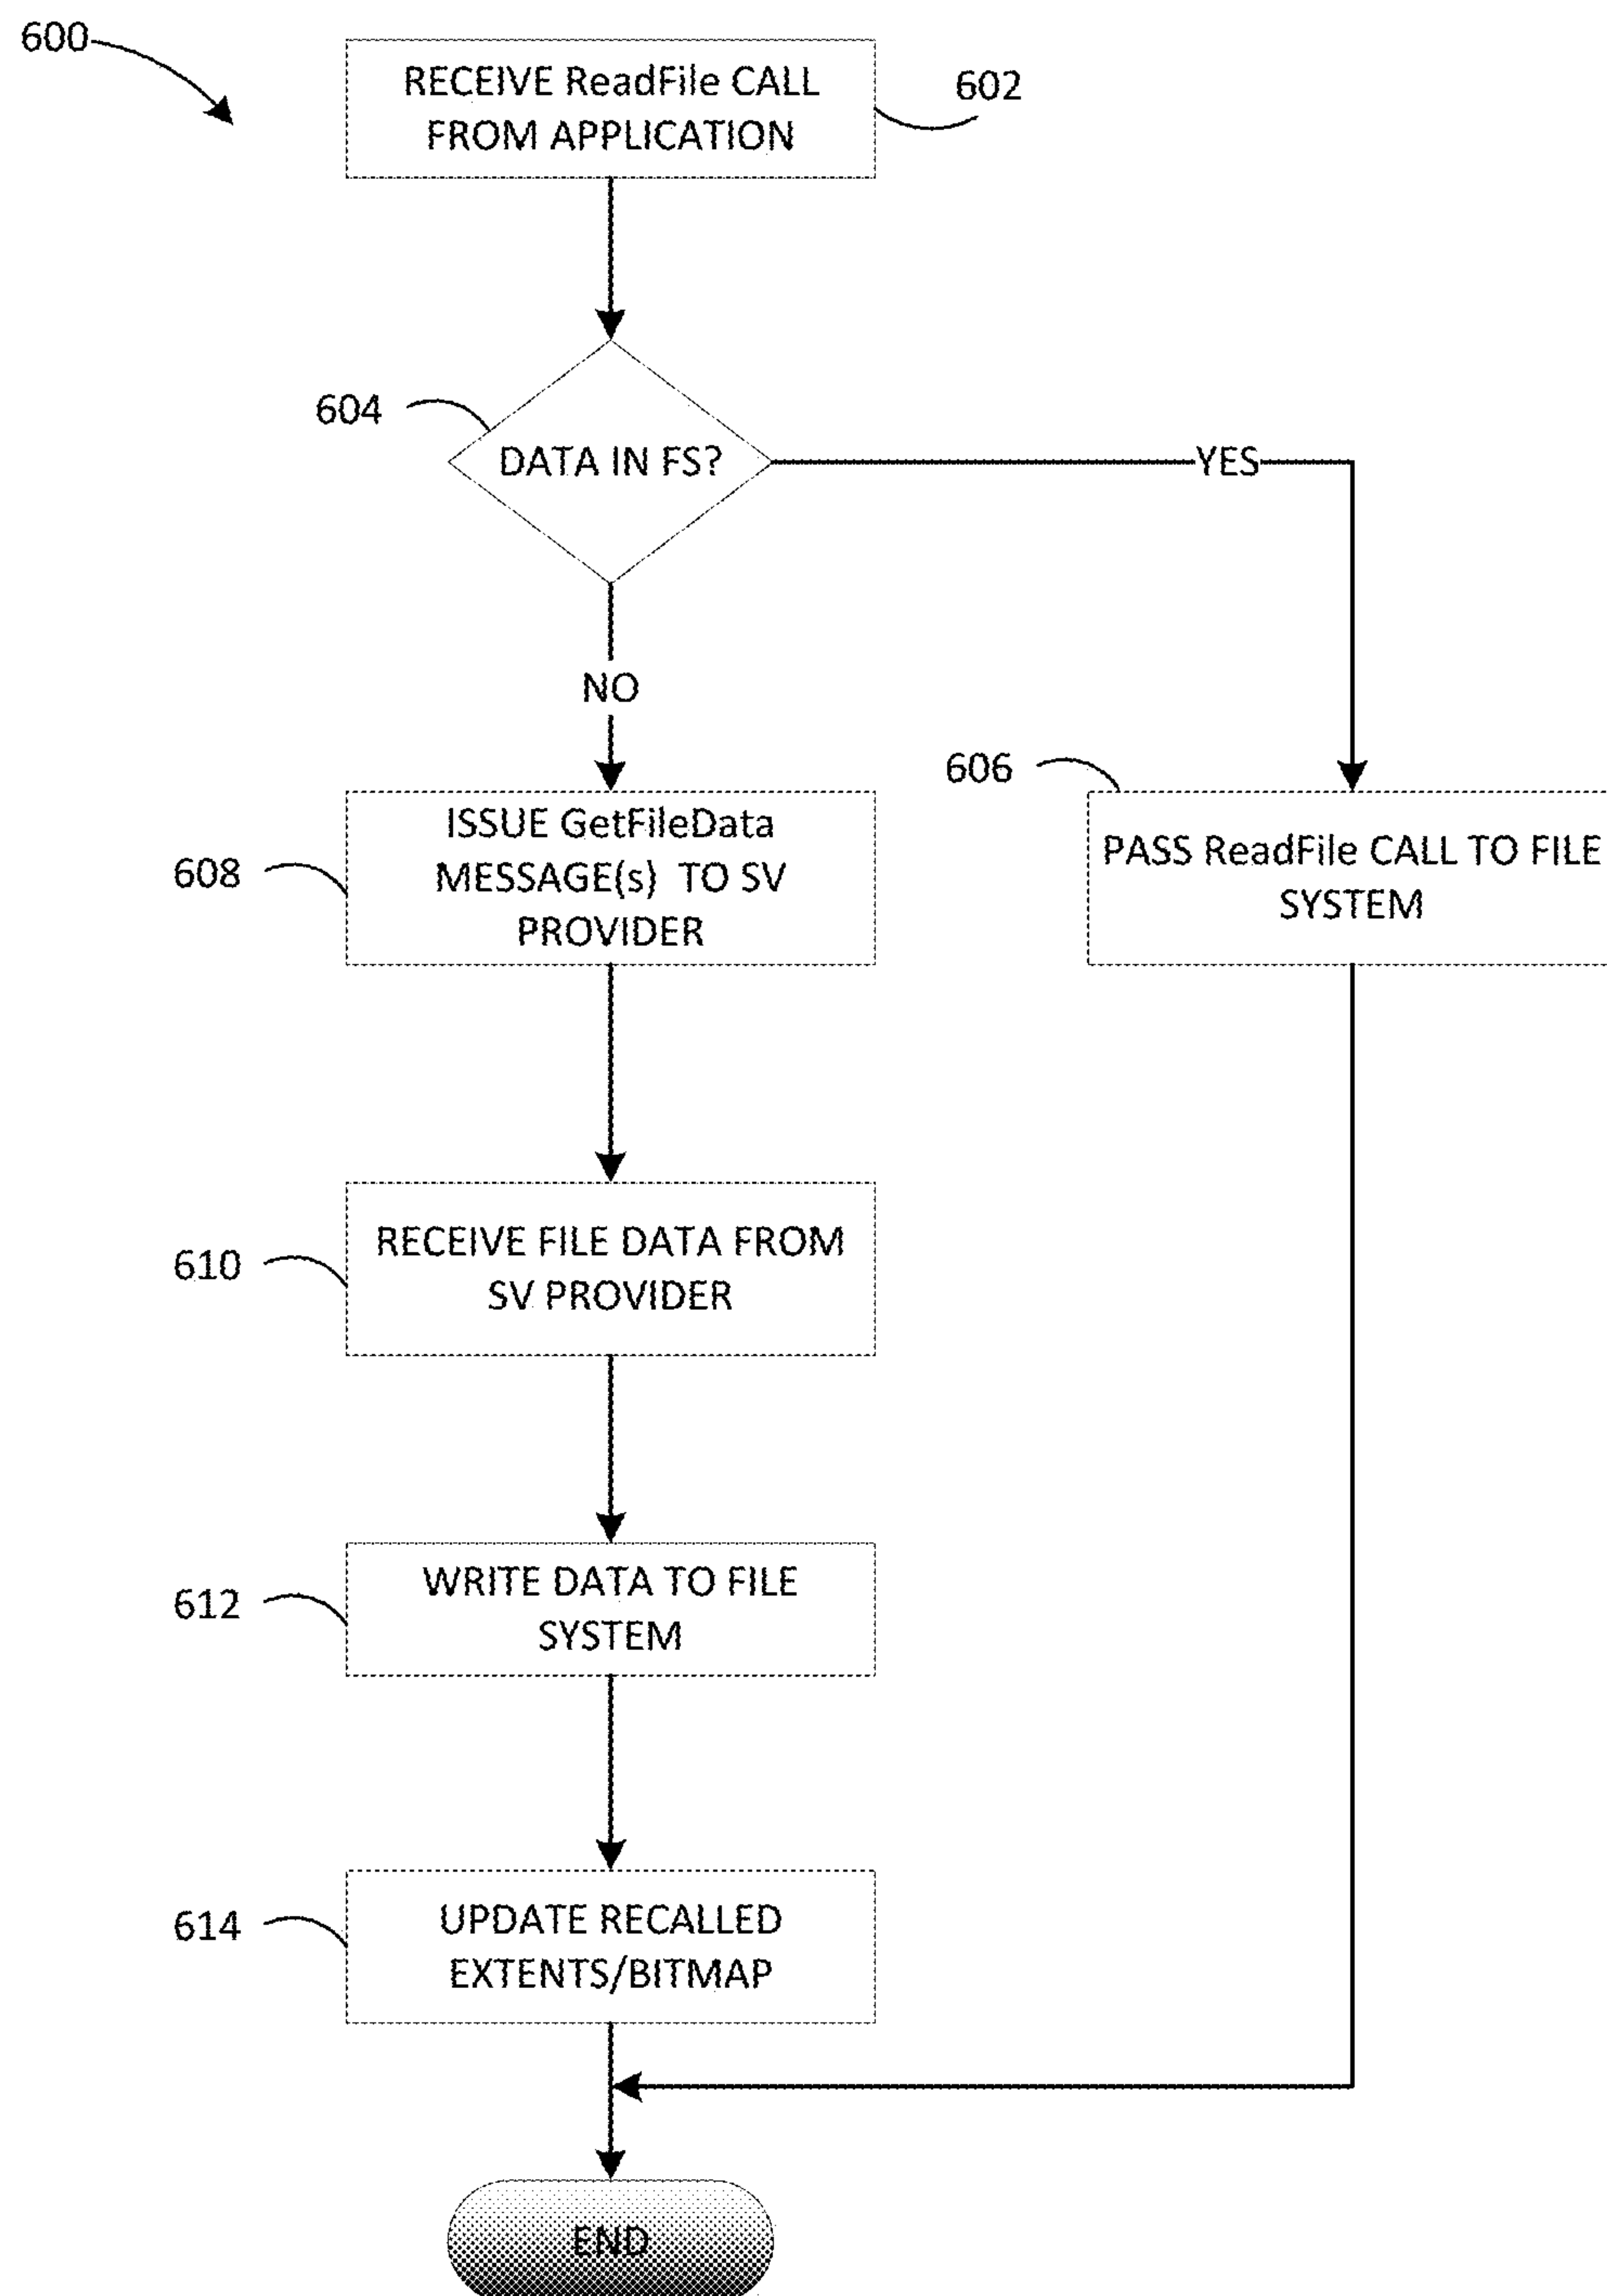 600
RECEIVE ReadFile CALL
FROM APPLICATION
602
604
DATA IN FS?
YES
NO
608
ISSUE GetFileData
MESSAGE(s) TO SV
PROVIDER
606
PASS ReadFile CALL TO FILE
SYSTEM
610
RECEIVE FILE DATA FROM
SV PROVIDER
612
WRITE DATA TO FILE
SYSTEM
614
UPDATE RECALLED
EXTENTS/BITMAP
END